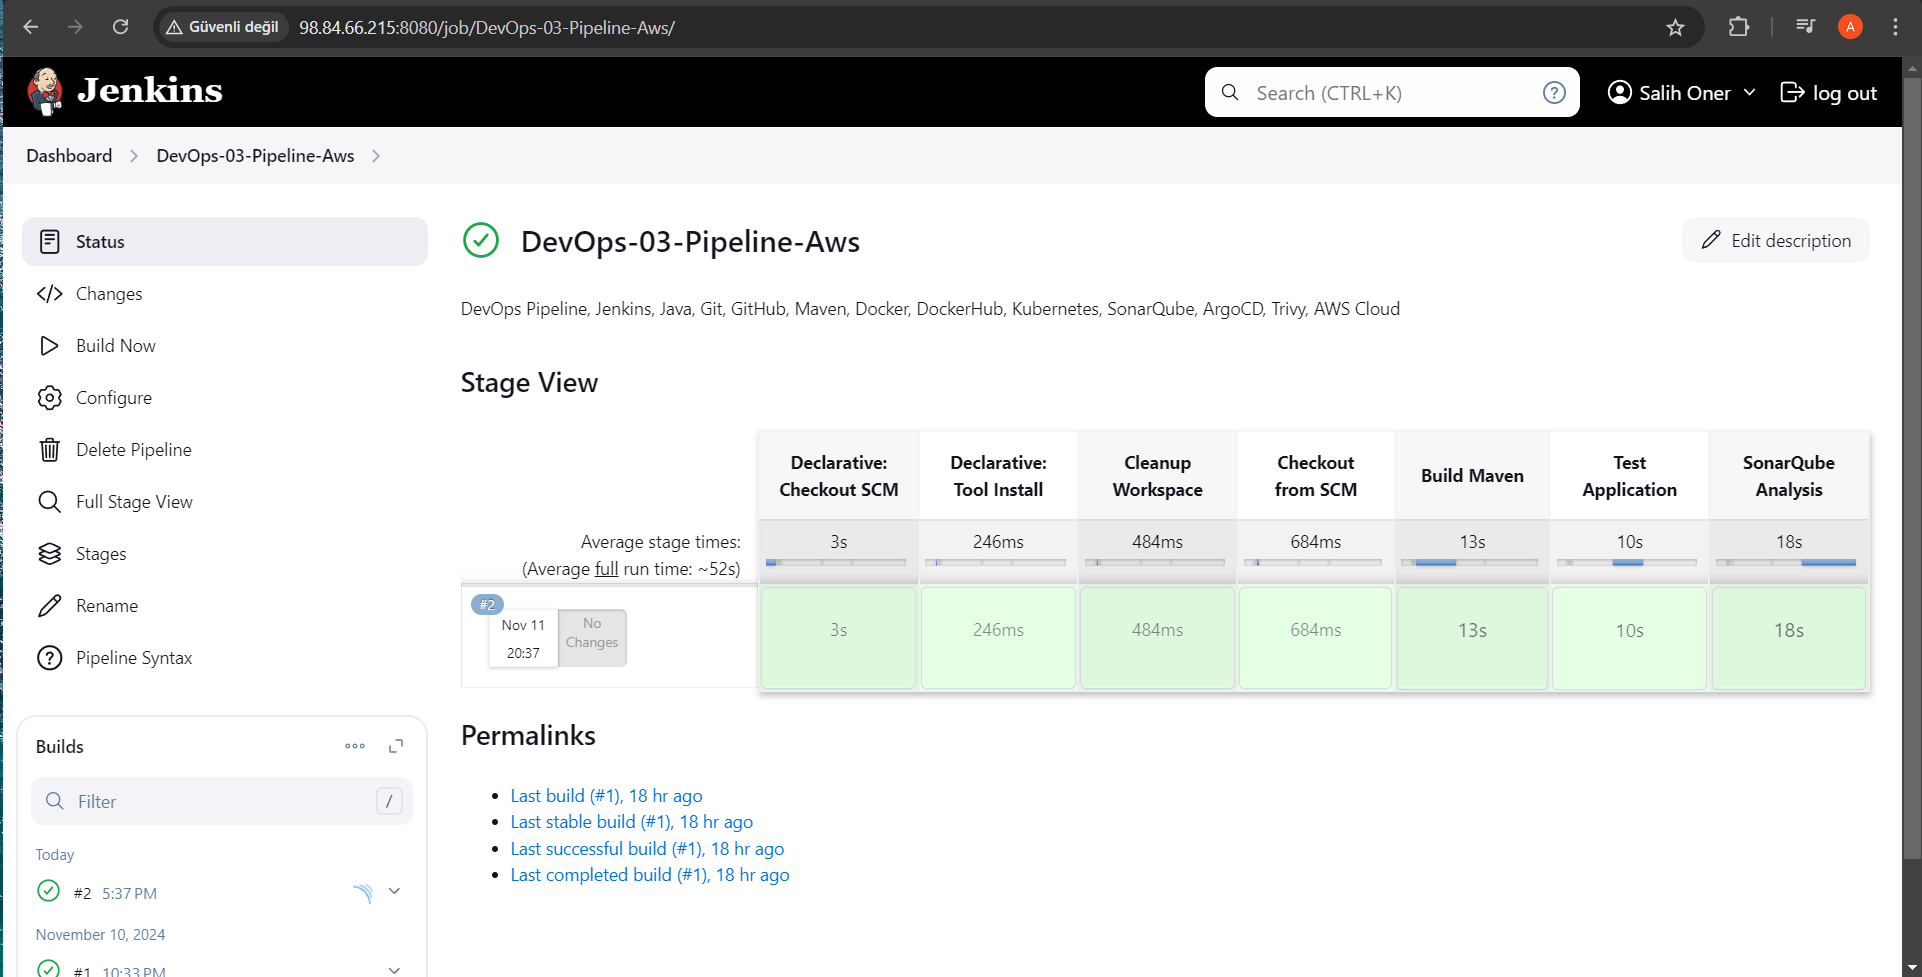 Güvenli değil
98.84.66.215:8080/job/DevOps-03-Pipeline-Aws/
A
Jenkins
Search (CTRL+K)
?
Salih Oner
log out
Dashboard
DevOps-03-Pipeline-Aws
Status
Changes
Build Now
Configure
Delete Pipeline
Full Stage View
Stages
Rename
Pipeline Syntax
DevOps-03-Pipeline-Aws
Edit description
DevOps Pipeline, Jenkins, Java, Git, GitHub, Maven, Docker, DockerHub, Kubernetes, SonarQube, ArgoCD, Trivy, AWS Cloud
Stage View
Declarative:
Checkout SCM
Declarative:
Tool Install
Cleanup
Workspace
Checkout
from SCM
Build Maven
Test
Application
SonarQube
Analysis
Average stage times:
(Average full run time: ~52s)
3s
246ms
484ms
684ms
13s
10s
18s
#2
Nov 11
20:37
No
Changes
3s
246ms
484ms
684ms
13s
10s
18s
Permalinks
Last build (#1), 18 hr ago
Last stable build (#1), 18 hr ago
Last successful build (#1), 18 hr ago
Last completed build (#1), 18 hr ago
Builds
Filter
/
Today
#2 5:37 PM
November 10, 2024
#1 10:33 PM